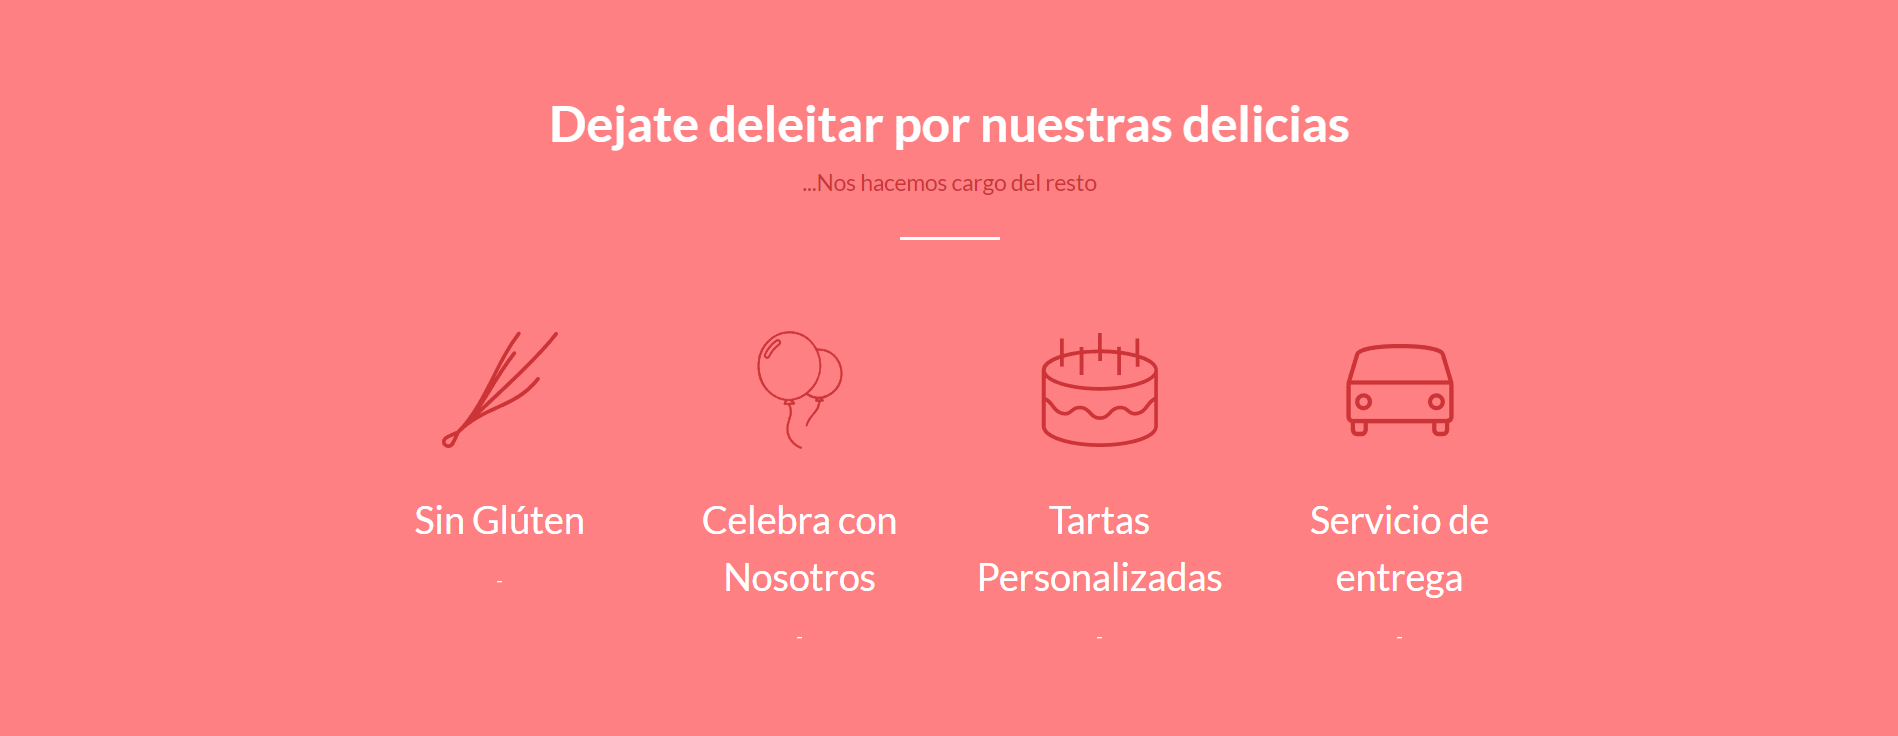 Dejate deleitar por nuestras delicias
...Nos hacemos cargo del resto
Sin Glúten
-
Celebra con
Nosotros
-
Tartas
Personalizadas
-
Servicio de
entrega
-